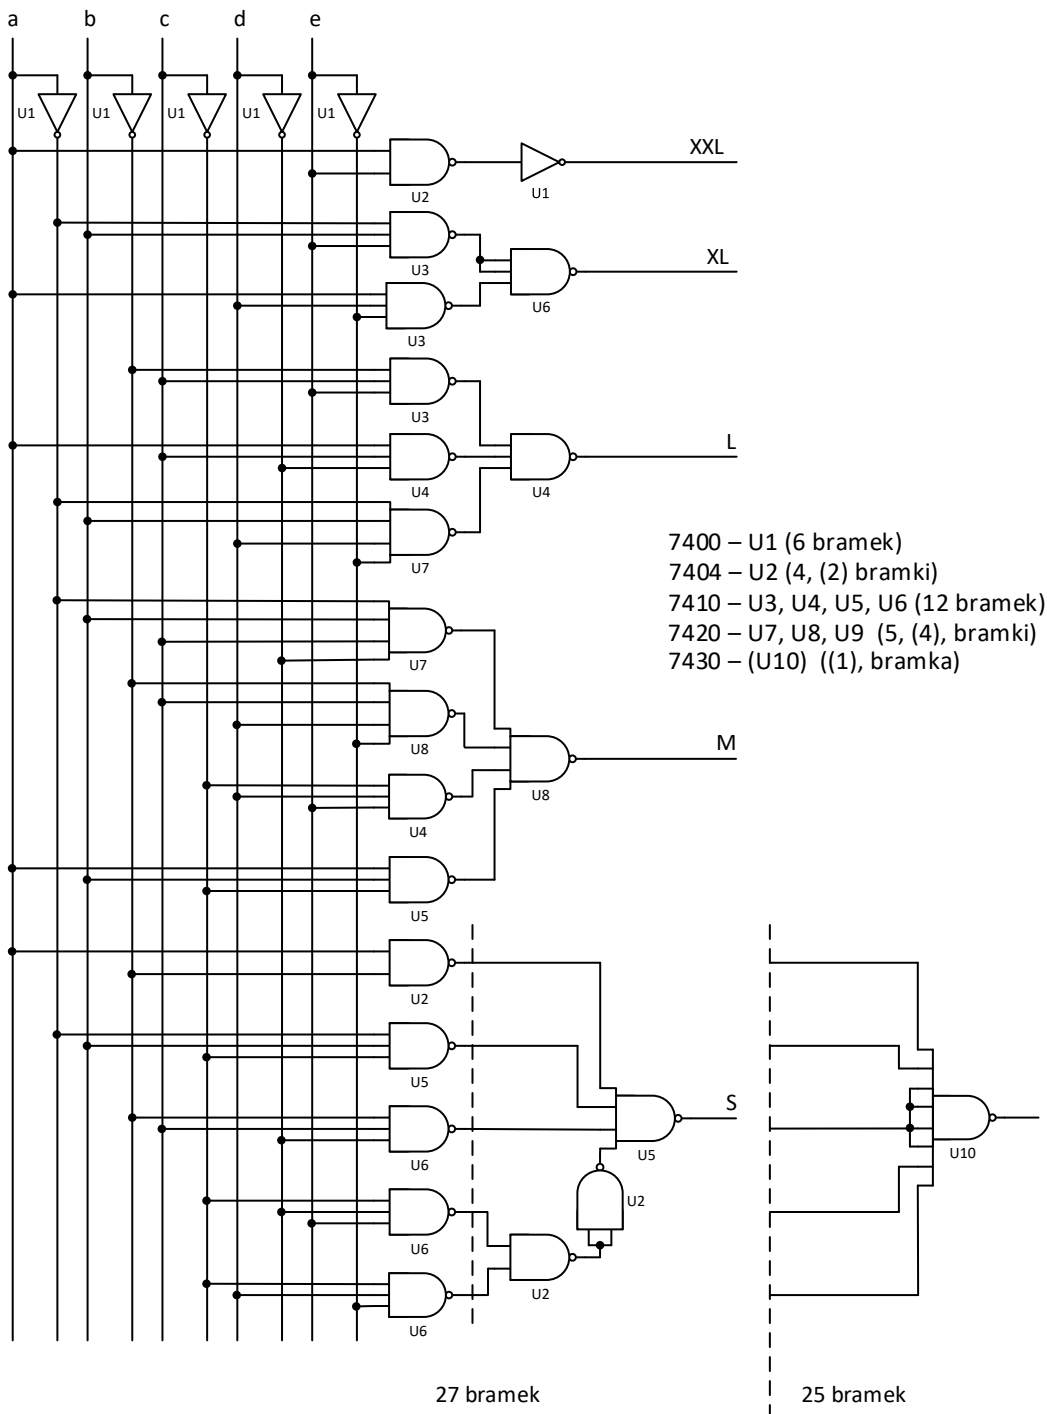 a b c d e
U1 U1 U1 U1 U1
XXL
U2 U1
U3
XL
U6
U3
U3
L
U4 U4
U7
7400 – U1 (6 bramek)
7404 – U2 (4, (2) bramki)
7410 – U3, U4, U5, U6 (12 bramek)
7420 – U7, U8, U9 (5, (4), bramki)
7430 – (U10) ((1), bramka)
U7
M
U8
U8
U4
U5
U2
U5
S
U5 U10
U6
U2
U6
U2
U6
27 bramek 25 bramek